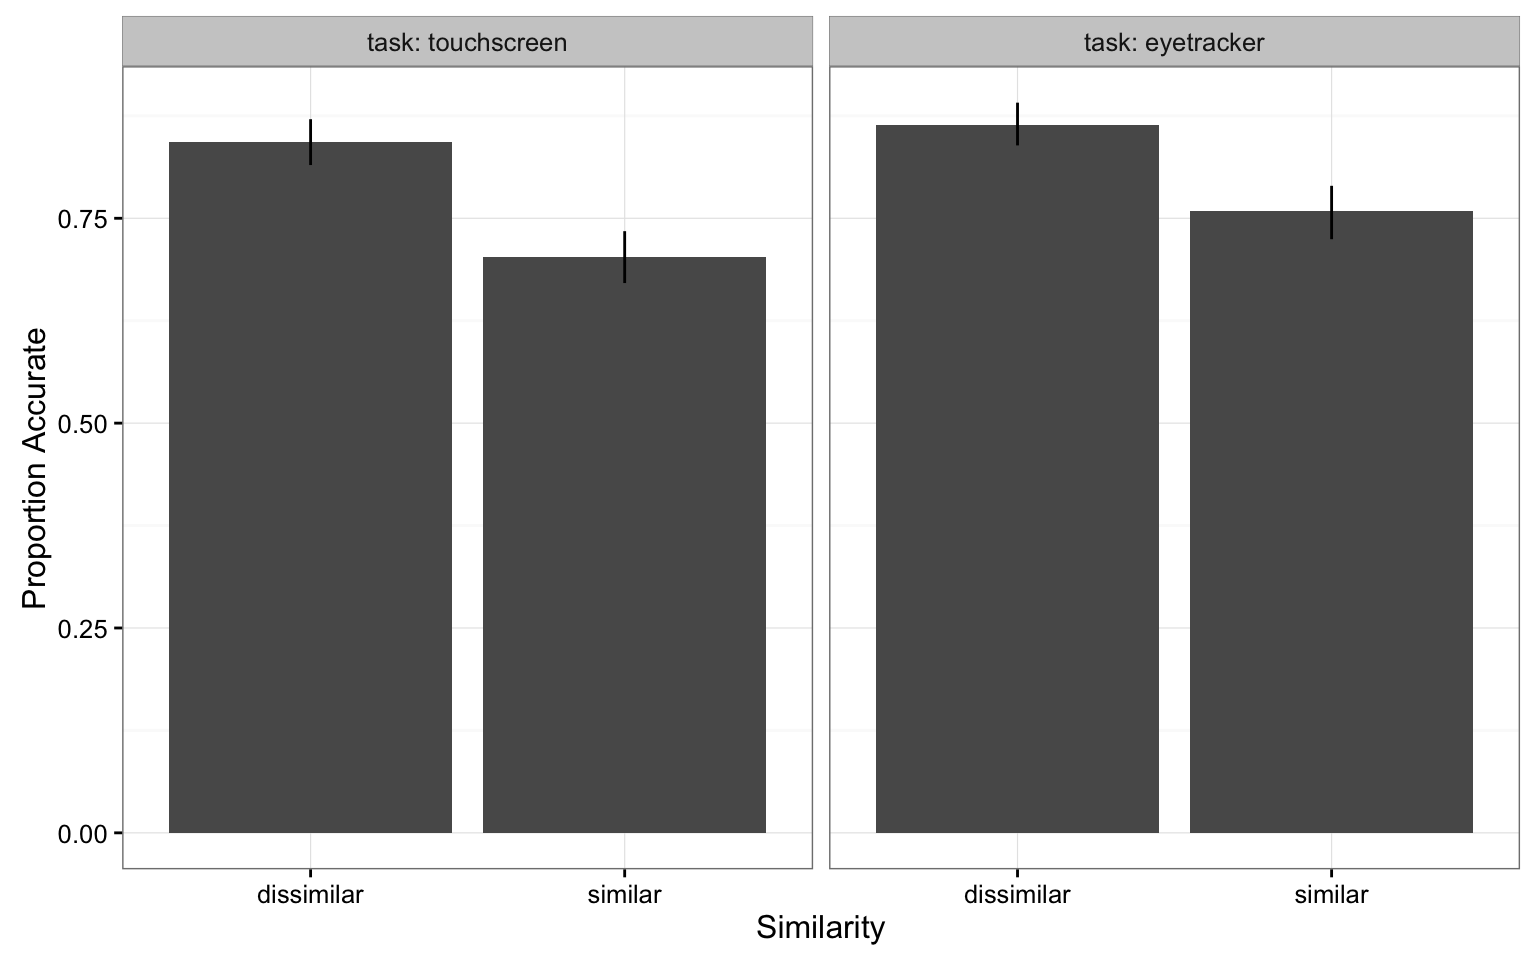 task: touchscreen
task: eyetracker
Proportion Accurate
0.75
0.50
0.25
0.00
dissimilar
similar
dissimilar
similar
Similarity